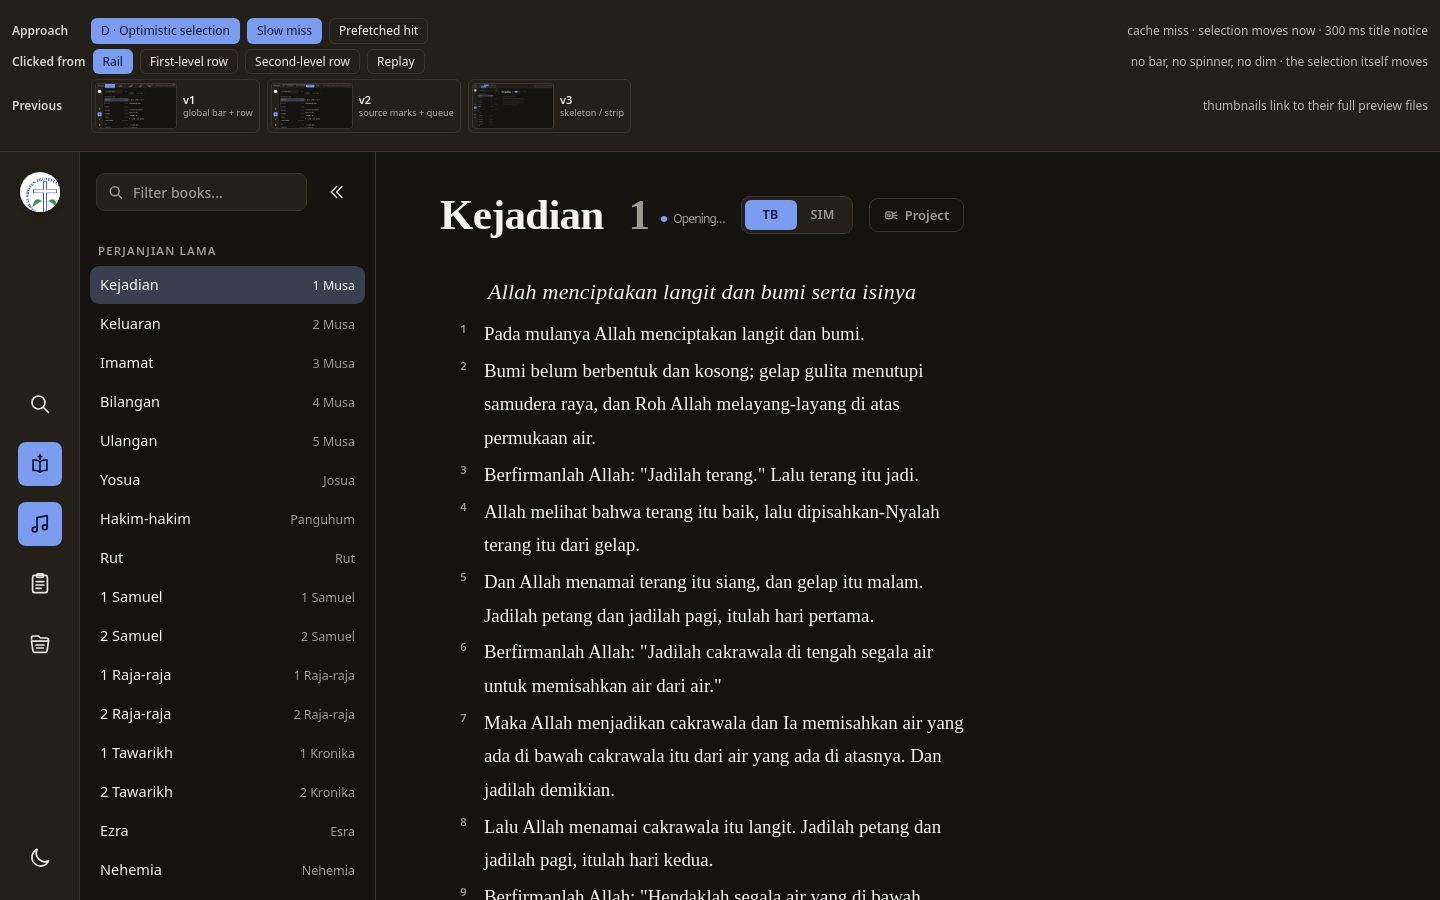 Approach
D · Optimistic selection
Slow miss
Prefetched hit
cache miss · selection moves now · 300 ms title notice
Clicked from
Rail
First-level row
Second-level row
Replay
no bar, no spinner, no dim · the selection itself moves
Previous
v1
global bar + row
v2
source marks + queue
v3
skeleton / strip
thumbnails link to their full preview files
Filter books...
PERJANJIAN LAMA
Kejadian 1 Musa
Keluaran 2 Musa
Imamat 3 Musa
Bilangan 4 Musa
Ulangan 5 Musa
Yosua Josua
Hakim-hakim Panguhum
Rut Rut
1 Samuel 1 Samuel
2 Samuel 2 Samuel
1 Raja-raja 1 Raja-raja
2 Raja-raja 2 Raja-raja
1 Tawarikh 1 Kronika
2 Tawarikh 2 Kronika
Ezra Esra
Nehemia Nehemia
Kejadian 1
Opening...
TB
SIM
Project
Allah menciptakan langit dan bumi serta isinya
1 Pada mulanya Allah menciptakan langit dan bumi.
2 Bumi belum berbentuk dan kosong; gelap gulita menutupi
samudera raya, dan Roh Allah melayang-layang di atas
permukaan air.
3 Berfirmanlah Allah: "Jadilah terang." Lalu terang itu jadi.
4 Allah melihat bahwa terang itu baik, lalu dipisahkan-Nyalah
terang itu dari gelap.
5 Dan Allah menamai terang itu siang, dan gelap itu malam.
Jadilah petang dan jadilah pagi, itulah hari pertama.
6 Berfirmanlah Allah: "Jadilah cakrawala di tengah segala air
untuk memisahkan air dari air."
7 Maka Allah menjadikan cakrawala dan Ia memisahkan air yang
ada di bawah cakrawala itu dari air yang ada di atasnya. Dan
jadilah demikian.
8 Lalu Allah menamai cakrawala itu langit. Jadilah petang dan
jadilah pagi, itulah hari kedua.
9 Berfirmanlah Allah: "Hendaklah segala air yang di bawah